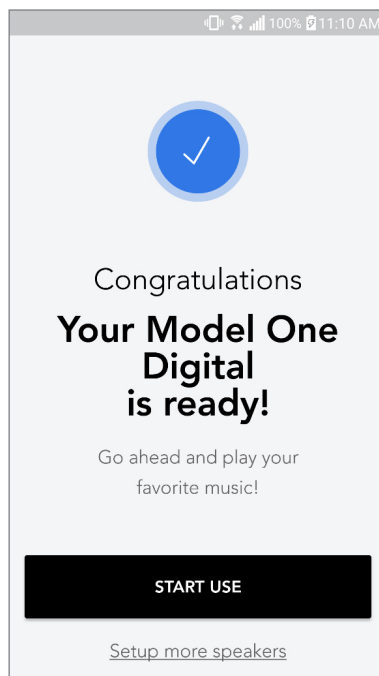 100% 11:10 AM
Congratulations
Your Model One
Digital
is ready!
Go ahead and play your
favorite music!
START USE
Setup more speakers